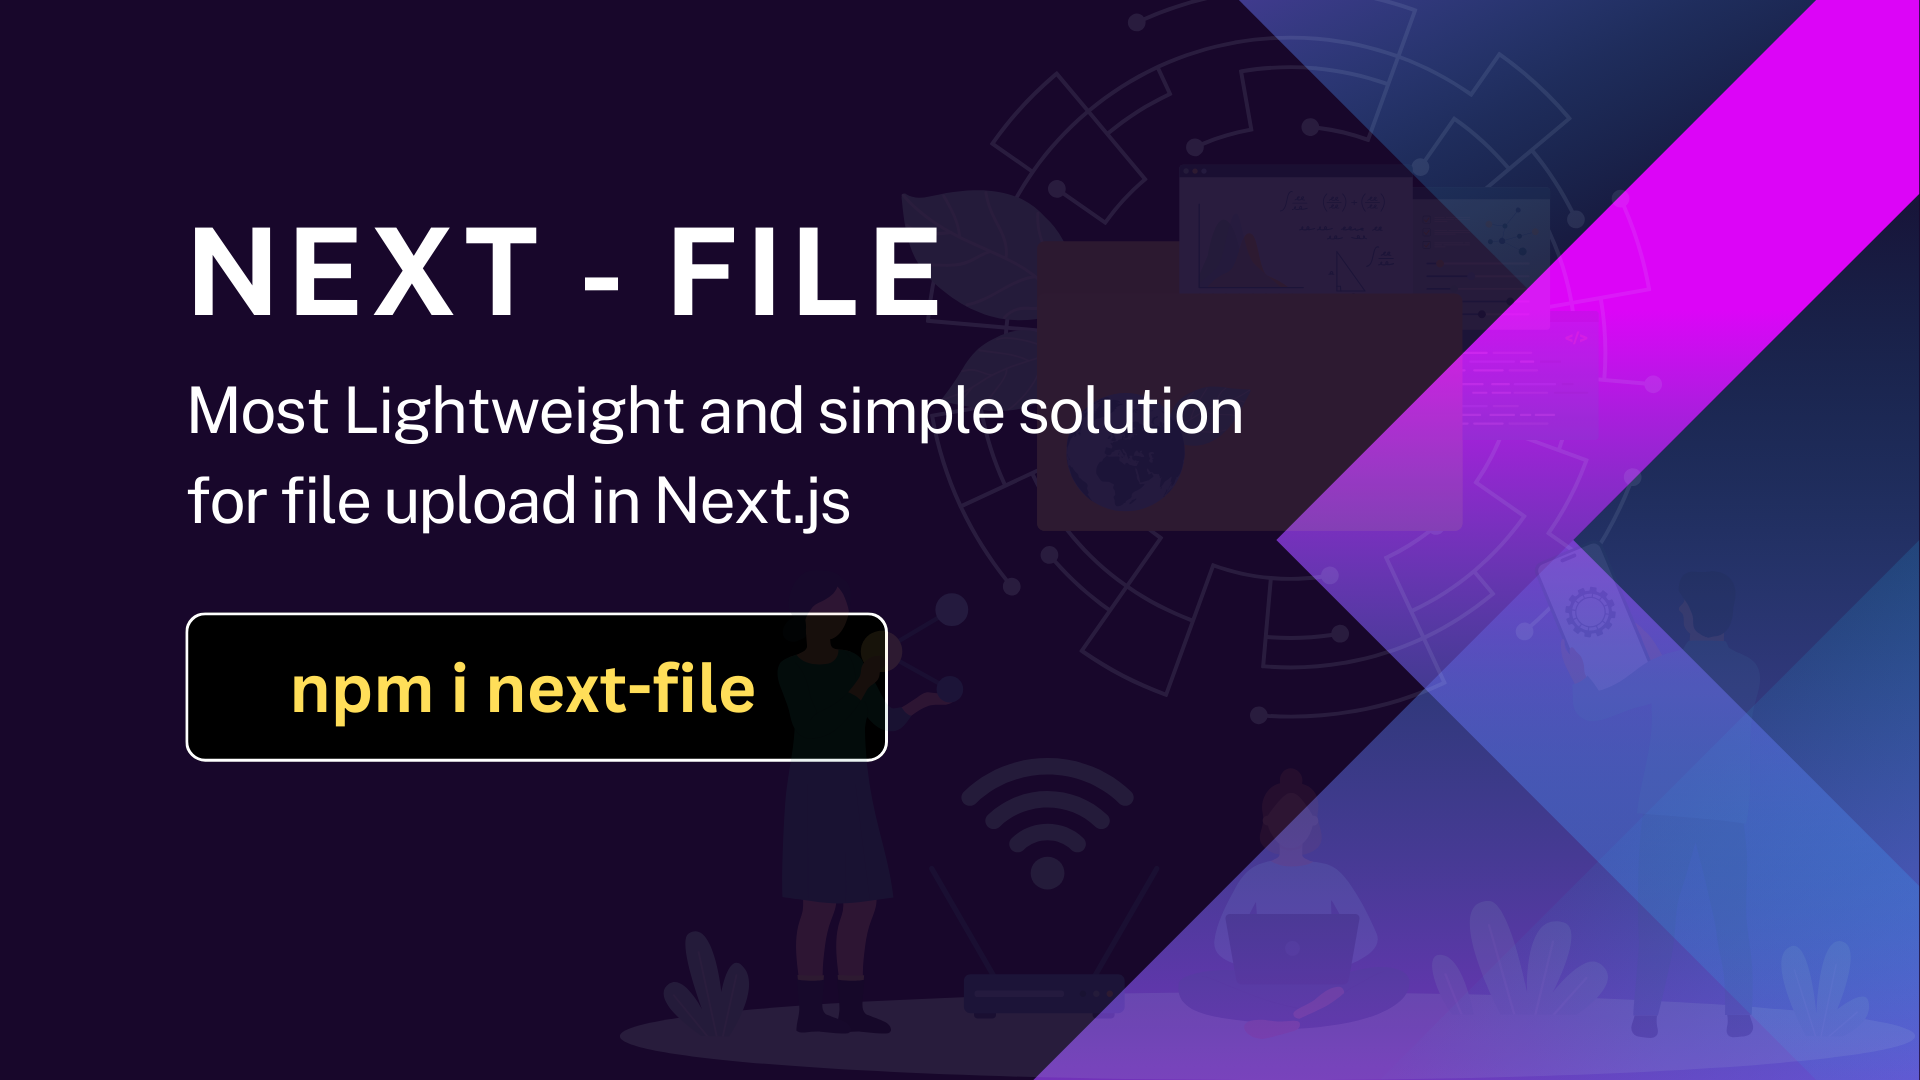 NEXT - FILE
Most Lightweight and simple solution
for file upload in Next.js
npm i next-file
</>